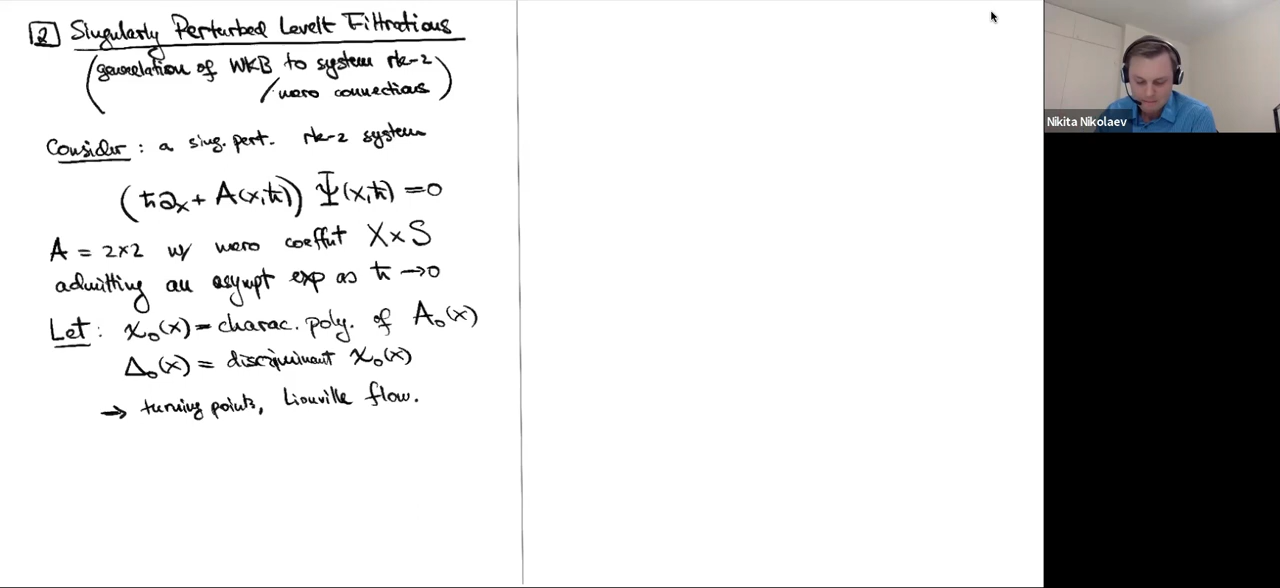 2 Singularly Perturbed Levelt Filtrations
(generelation of WKB to system rk-2
/mero connections)
Consider : a sing. pert. rk-2 system
(ħ∂x + A(x,ħ)) Ψ(x,ħ) = 0
A = 2×2 w/ mero coeffnt X×S
admitting an asympt exp as ħ → 0
Let : χ₀(x) = charac. poly. of A₀(x)
Δ₀(x) = discriminant χ₀(x)
→ turning points, Liouville flow.
Nikita Nikolaev